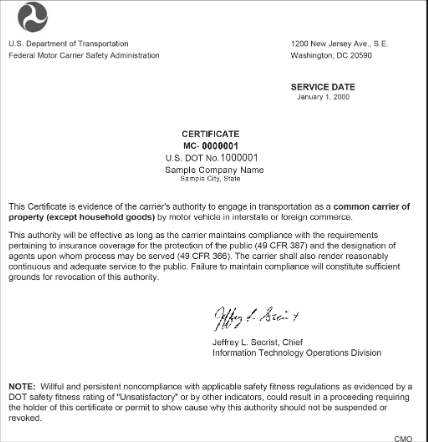 U.S. Department of Transportation
Federal Motor Carrier Safety Administration
1200 New Jersey Ave., S.E.
Washington, DC 20590
SERVICE DATE
January 1, 2000
CERTIFICATE
MC- 0000001
U.S. DOT No. 1000001
Sample Company Name
Sample City, State
This Certificate is evidence of the carrier's authority to engage in transportation as a common carrier of
property (except household goods) by motor vehicle in interstate or foreign commerce.
This authority will be effective as long as the carrier maintains compliance with the requirements
pertaining to insurance coverage for the protection of the public (49 CFR 387) and the designation of
agents upon whom process may be served (49 CFR 366). The carrier shall also render reasonably
continuous and adequate service to the public. Failure to maintain compliance will constitute sufficient
grounds for revocation of this authority.
Jeffrey L. Secrist, Chief
Information Technology Operations Division
NOTE: Willful and persistent noncompliance with applicable safety fitness regulations as evidenced by a
DOT safety fitness rating of "Unsatisfactory" or by other indicators, could result in a proceeding requiring
the holder of this certificate or permit to show cause why this authority should not be suspended or
revoked.
CMO